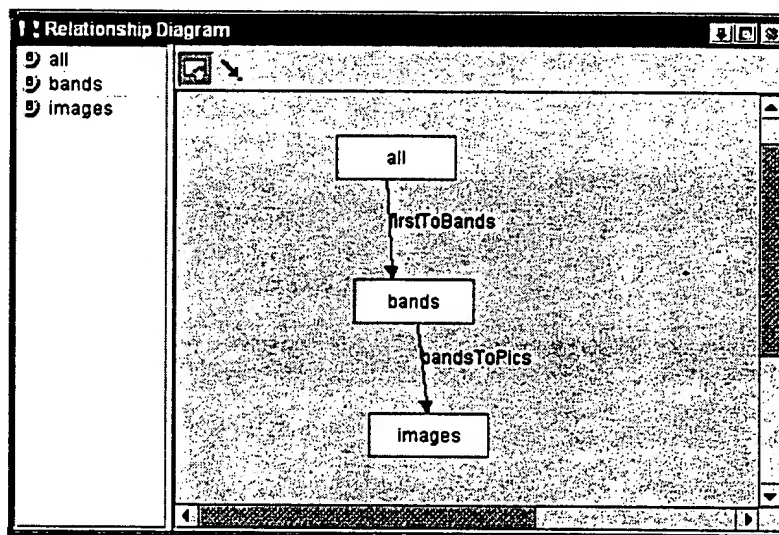 Relationship Diagram
all
bands
images
all
firstToBands
bands
bandsToPics
images